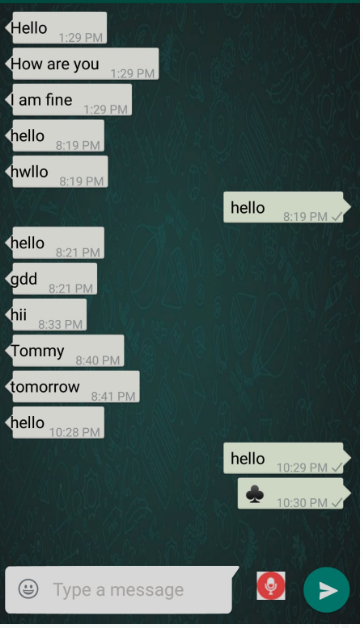 Hello 1:29 PM
How are you 1:29 PM
I am fine 1:29 PM
hello 8:19 PM
hwllo 8:19 PM
hello 8:19 PM ✓
hello 8:21 PM
gdd 8:21 PM
hii 8:33 PM
Tommy 8:40 PM
tomorrow 8:41 PM
hello 10:28 PM
hello 10:29 PM ✓
♣ 10:30 PM ✓
Type a message